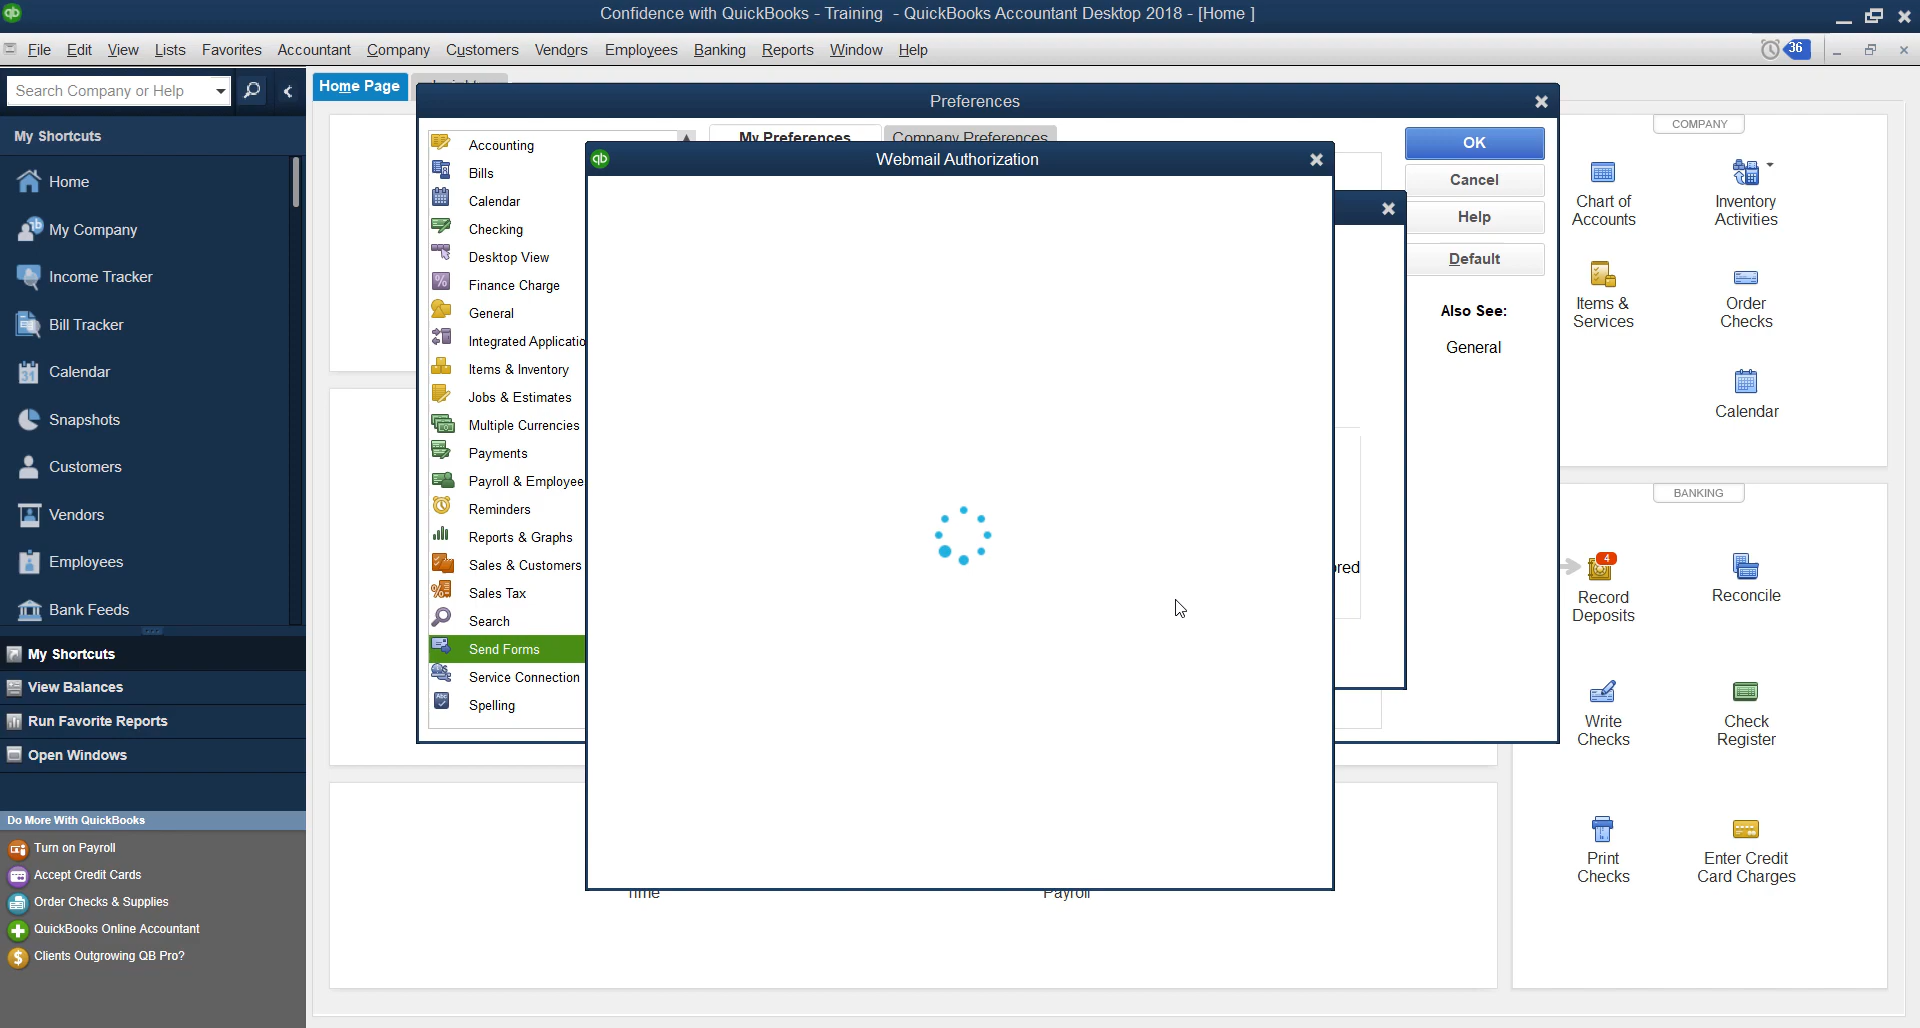 Confidence with QuickBooks - Training - QuickBooks Accountant Desktop 2018 - [Home ]
File Edit View Lists Favorites Accountant Company Customers Vendors Employees Banking Reports Window Help
36
Search Company or Help
My Shortcuts
Home
My Company
Income Tracker
Bill Tracker
Calendar
Snapshots
Customers
Vendors
Employees
Bank Feeds
My Shortcuts
View Balances
Run Favorite Reports
Open Windows
Do More With QuickBooks
Turn on Payroll
Accept Credit Cards
Order Checks & Supplies
QuickBooks Online Accountant
Clients Outgrowing QB Pro?
Home Page
Preferences
Accounting
Bills
Calendar
Checking
Desktop View
Finance Charge
General
Integrated Applicatio
Items & Inventory
Jobs & Estimates
Multiple Currencies
Payments
Payroll & Employee
Reminders
Reports & Graphs
Sales & Customers
Sales Tax
Search
Send Forms
Service Connection
Spelling
My Preferences
Company Preferences
Webmail Authorization
OK
Cancel
Help
Default
Also See:
General
Time
Payroll
COMPANY
Chart of
Accounts
Inventory
Activities
Items &
Services
Order
Checks
Calendar
BANKING
4
Record
Deposits
Reconcile
Write
Checks
Check
Register
Print
Checks
Enter Credit
Card Charges